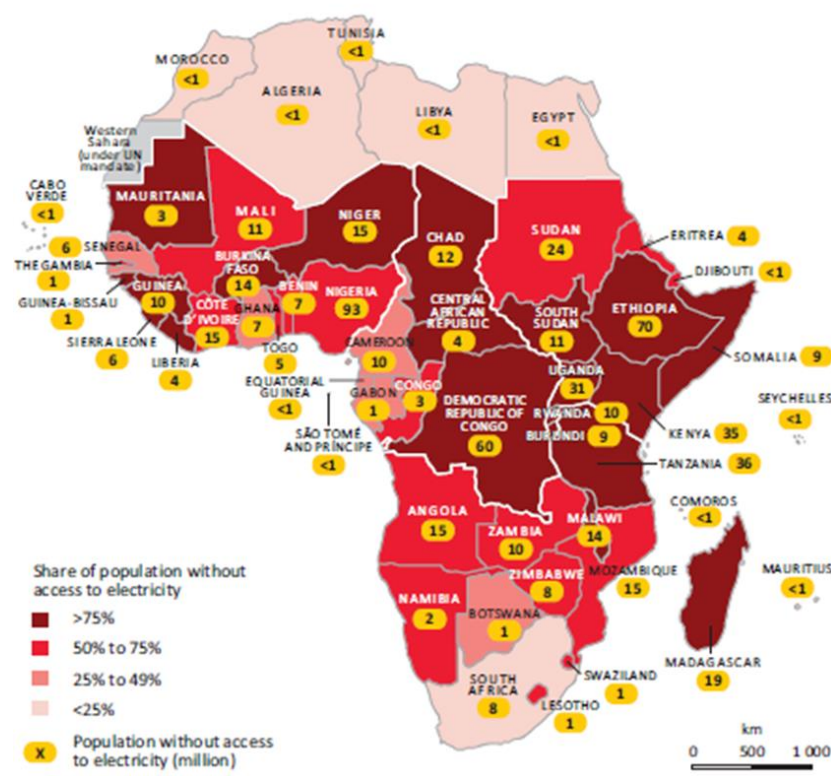 TUNISIA
<1
MOROCCO
<1
ALGERIA
<1
LIBYA
<1
EGYPT
<1
Western
Sahara
(under UN
mandate)
CABO
VERDE
<1
MAURITANIA
3
MALI
11
NIGER
15
CHAD
12
SUDAN
24
ERITREA 4
DJIBOUTI <1
6 SENEGAL
THE GAMBIA
1
GUINEA-BISSAU
1
GUINEA
10
SIERRA LEONE
6
LIBERIA
4
CÔTE
D'IVOIRE
15
BURKINA
FASO
14
GHANA
7
TOGO
5
BENIN
7
NIGERIA
93
CAMEROON
10
CENTRAL
AFRICAN
REPUBLIC
4
SOUTH
SUDAN
11
ETHIOPIA
70
SOMALIA 9
EQUATORIAL
GUINEA
<1
SÃO TOMÉ
AND PRÍNCIPE
<1
GABON
1
CONGO
3
DEMOCRATIC
REPUBLIC OF
CONGO
60
UGANDA
31
RWANDA 10
BURUNDI 9
KENYA 35
TANZANIA 36
SEYCHELLES
<1
COMOROS
<1
ANGOLA
15
ZAMBIA
10
MALAWI
14
MOZAMBIQUE
15
ZIMBABWE
8
NAMIBIA
2
BOTSWANA
1
SOUTH
AFRICA
8
SWAZILAND
1
LESOTHO
1
MADAGASCAR
19
MAURITIUS
<1
Share of population without
access to electricity
>75%
50% to 75%
25% to 49%
<25%
X Population without access
to electricity (million)
km
0 500 1 000